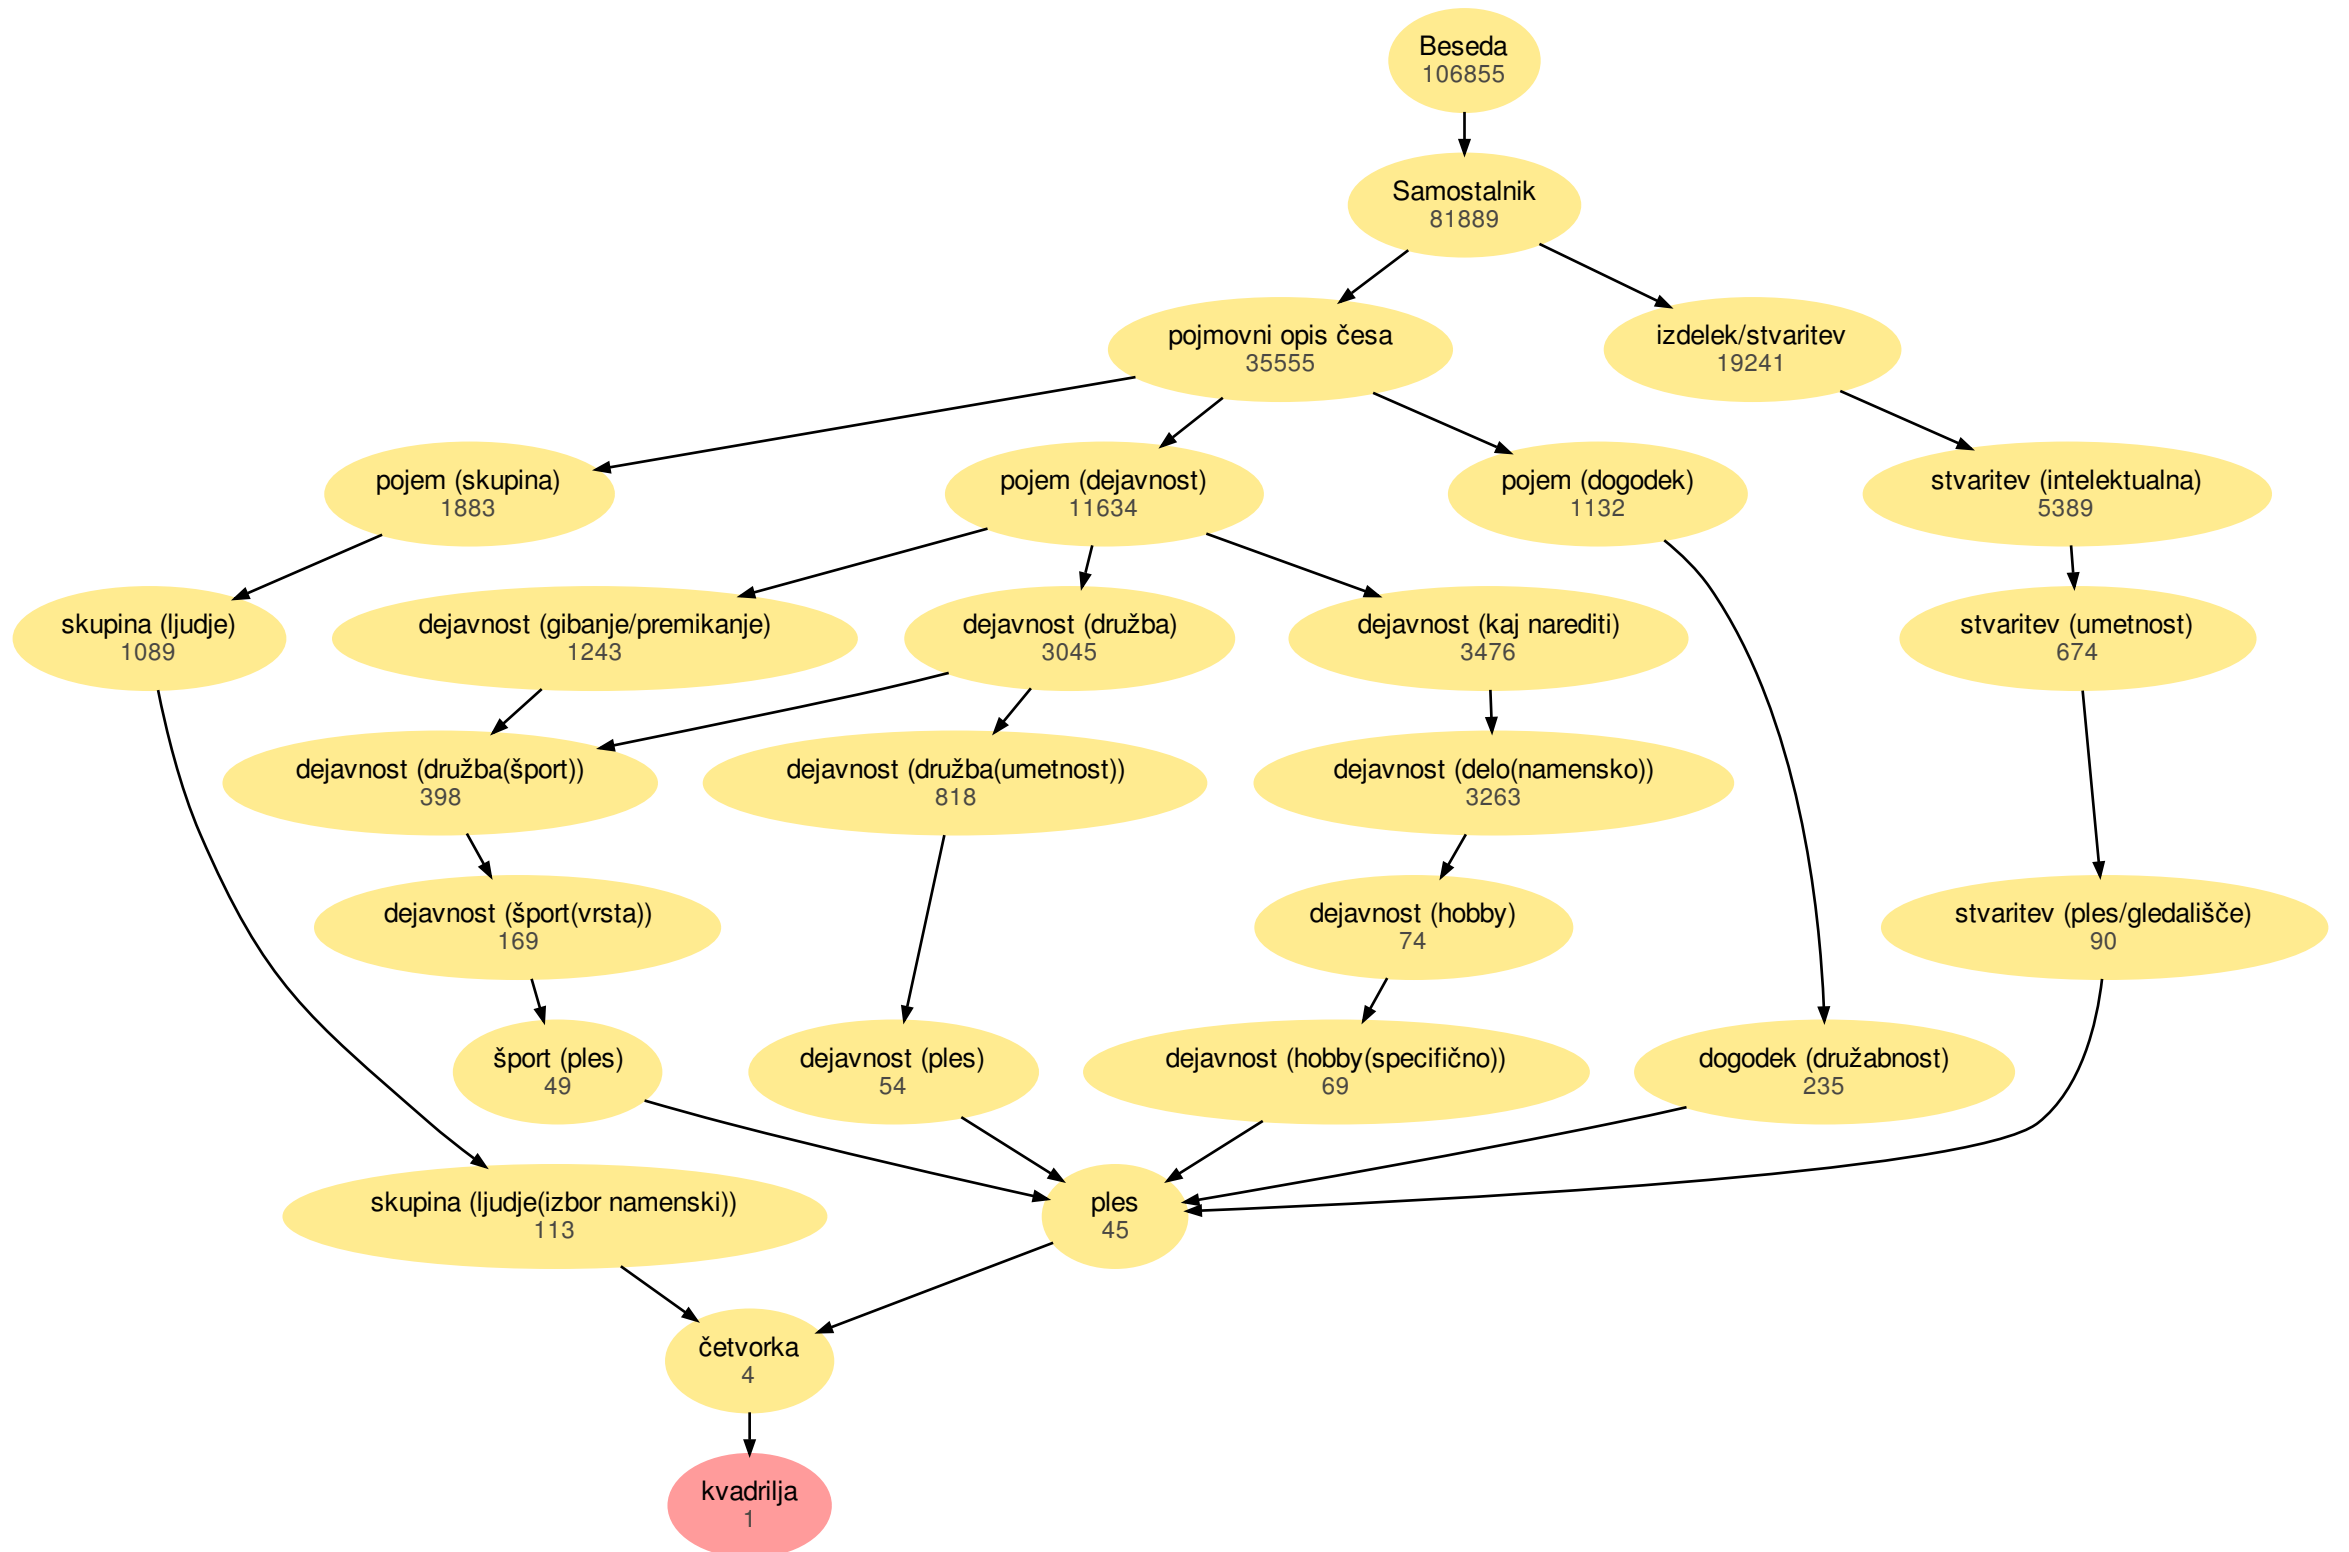 Beseda
106855
Samostalnik
81889
pojmovni opis česa
35555
izdelek/stvaritev
19241
pojem (skupina)
1883
pojem (dejavnost)
11634
pojem (dogodek)
1132
stvaritev (intelektualna)
5389
skupina (ljudje)
1089
dejavnost (gibanje/premikanje)
1243
dejavnost (družba)
3045
dejavnost (kaj narediti)
3476
stvaritev (umetnost)
674
dejavnost (družba(šport))
398
dejavnost (družba(umetnost))
818
dejavnost (delo(namensko))
3263
dejavnost (šport(vrsta))
169
dejavnost (hobby)
74
stvaritev (ples/gledališče)
90
šport (ples)
49
dejavnost (ples)
54
dejavnost (hobby(specifično))
69
dogodek (družabnost)
235
skupina (ljudje(izbor namenski))
113
ples
45
četvorka
4
kvadrilja
1